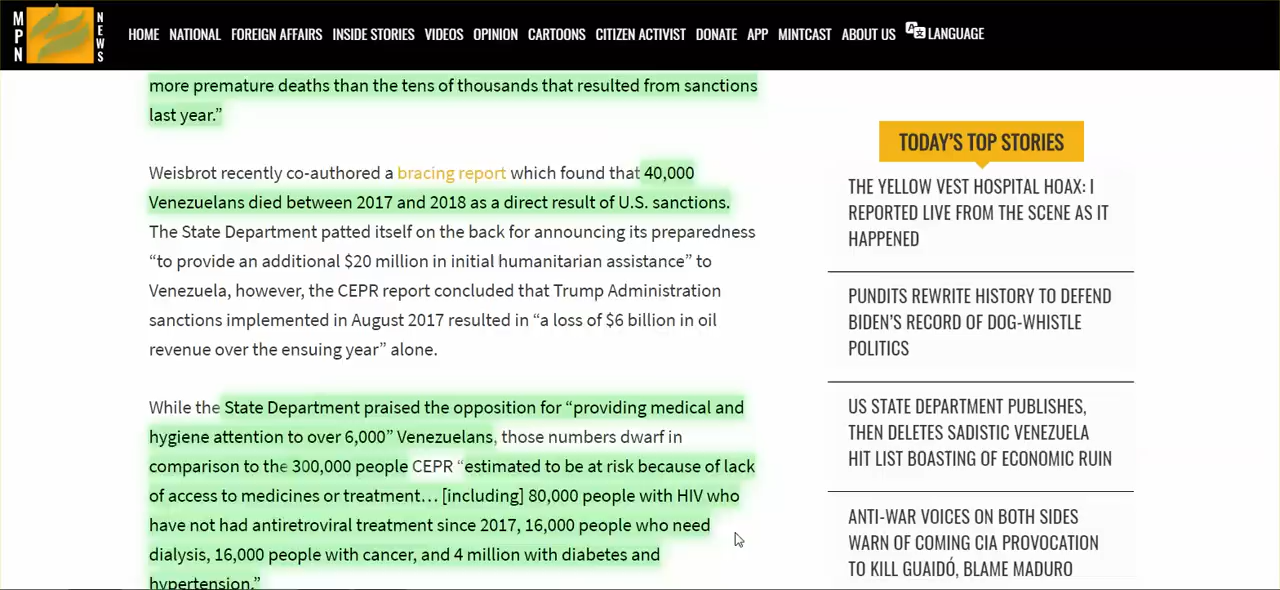 MPN NEWS
HOME NATIONAL FOREIGN AFFAIRS INSIDE STORIES VIDEOS OPINION CARTOONS CITIZEN ACTIVIST DONATE APP MINTCAST ABOUT US LANGUAGE
more premature deaths than the tens of thousands that resulted from sanctions
last year.”
Weisbrot recently co-authored a bracing report which found that 40,000
Venezuelans died between 2017 and 2018 as a direct result of U.S. sanctions.
The State Department patted itself on the back for announcing its preparedness
“to provide an additional $20 million in initial humanitarian assistance” to
Venezuela, however, the CEPR report concluded that Trump Administration
sanctions implemented in August 2017 resulted in “a loss of $6 billion in oil
revenue over the ensuing year” alone.
While the State Department praised the opposition for “providing medical and
hygiene attention to over 6,000” Venezuelans, those numbers dwarf in
comparison to the 300,000 people CEPR “estimated to be at risk because of lack
of access to medicines or treatment… [including] 80,000 people with HIV who
have not had antiretroviral treatment since 2017, 16,000 people who need
dialysis, 16,000 people with cancer, and 4 million with diabetes and
hypertension.”
TODAY’S TOP STORIES
THE YELLOW VEST HOSPITAL HOAX: I
REPORTED LIVE FROM THE SCENE AS IT
HAPPENED
PUNDITS REWRITE HISTORY TO DEFEND
BIDEN’S RECORD OF DOG-WHISTLE
POLITICS
US STATE DEPARTMENT PUBLISHES,
THEN DELETES SADISTIC VENEZUELA
HIT LIST BOASTING OF ECONOMIC RUIN
ANTI-WAR VOICES ON BOTH SIDES
WARN OF COMING CIA PROVOCATION
TO KILL GUAIDÓ, BLAME MADURO